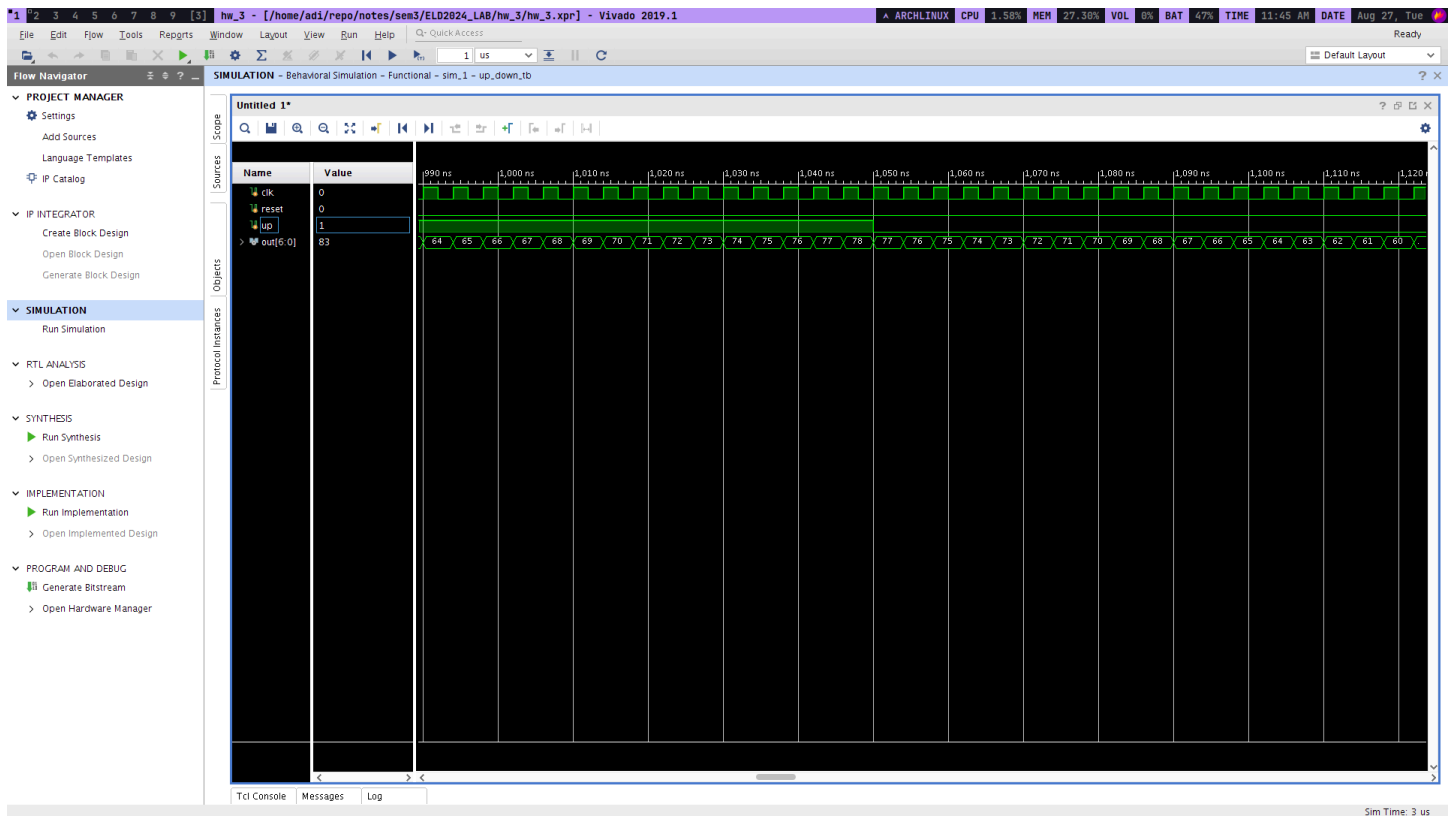 1 2 3 4 5 6 7 8 9 [3] hw_3 - [/home/adi/repo/notes/sem3/ELD2024_LAB/hw_3/hw_3.xpr] - Vivado 2019.1 ARCHLINUX CPU 1.58% MEM 27.30% VOL 0% BAT 47% TIME 11:45 AM DATE Aug 27, Tue
File Edit Flow Tools Reports Window Layout View Run Help Q- Quick Access Ready
1 us Default Layout
Flow Navigator ? SIMULATION - Behavioral Simulation - Functional - sim_1 - up_down_tb ? X
PROJECT MANAGER
Settings
Add Sources
Language Templates
IP Catalog
IP INTEGRATOR
Create Block Design
Open Block Design
Generate Block Design
SIMULATION
Run Simulation
RTL ANALYSIS
> Open Elaborated Design
SYNTHESIS
Run Synthesis
> Open Synthesized Design
IMPLEMENTATION
Run Implementation
> Open Implemented Design
PROGRAM AND DEBUG
Generate Bitstream
> Open Hardware Manager
Scope
Sources
Objects
Protocol Instances
Untitled 1*
Name Value 990 ns 1,000 ns 1,010 ns 1,020 ns 1,030 ns 1,040 ns 1,050 ns 1,060 ns 1,070 ns 1,080 ns 1,090 ns 1,100 ns 1,110 ns 1,120
clk 0
reset 0
up 1
> out[6:0] 83 64 65 66 67 68 69 70 71 72 73 74 75 76 77 78 77 76 75 74 73 72 71 70 69 68 67 66 65 64 63 62 61 60
Tcl Console Messages Log
Sim Time: 3 us